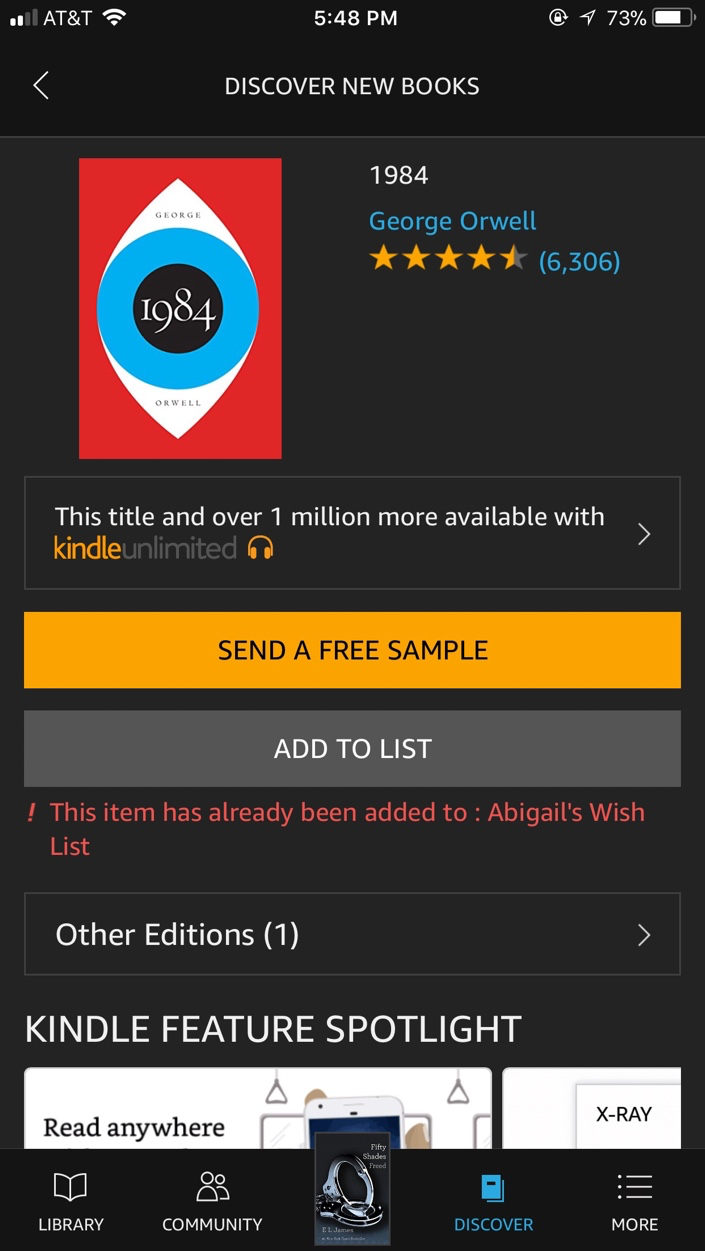 AT&T 5:48 PM 73%
DISCOVER NEW BOOKS
1984
George Orwell
(6,306)
GEORGE
1984
ORWELL
This title and over 1 million more available with
kindleunlimited
SEND A FREE SAMPLE
ADD TO LIST
! This item has already been added to : Abigail's Wish
List
Other Editions (1)
KINDLE FEATURE SPOTLIGHT
Read anywhere
X-RAY
Fifty
Shades
Freed
E L James
LIBRARY COMMUNITY DISCOVER MORE